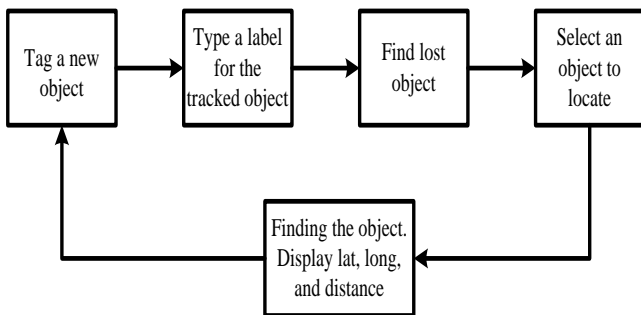 Tag a new
object
Type a label
for the
tracked object
Find lost
object
Select an
object to
locate
Finding the object.
Display lat, long,
and distance